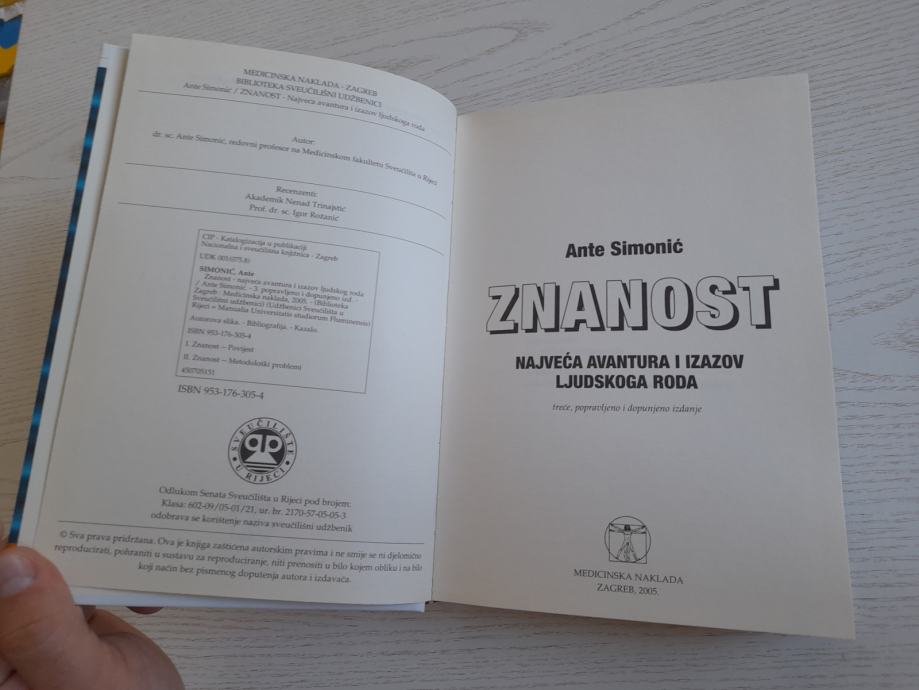 MEDICINSKA NAKLADA - ZAGREB
BIBLIOTEKA SVEUČILIŠNI UDŽBENICI
Ante Simonić / ZNANOST - Najveća avantura i izazov ljudskoga roda
Autor:
dr. sc. Ante Simonić, redovni profesor na Medicinskom fakultetu Sveučilišta u Rijeci
Recenzenti:
Akademik Nenad Trinajstić
Prof. dr. sc. Igor Rožanić
CIP - Katalogizacija u publikaciji
Nacionalna i sveučilišna knjižnica - Zagreb
UDK 001(075.8)
SIMONIĆ, Ante
Znanost - najveća avantura i izazov ljudskog roda
/ Ante Simonić. - 3. popravljeno i dopunjeno izd. -
Zagreb : Medicinska naklada, 2005. - (Biblioteka
Sveučilišni udžbenici) (Udžbenici Sveučilišta u
Rijeci = Manualia Universitatis studiorum Fluminensis)
Autorova slika. - Bibliografija. - Kazalo.
ISBN 953-176-305-4
I. Znanost -- Povijest
II. Znanost -- Metodološki problemi
450705151
ISBN 953-176-305-4
SVEUČILIŠTE
U RIJECI
Odlukom Senata Sveučilišta u Rijeci pod brojem:
Klasa: 602-09/05-01/21, ur. br. 2170-57-05-05-3
odobrava se korištenje naziva sveučilišni udžbenik
© Sva prava pridržana. Ova je knjiga zaštićena autorskim pravima i ne smije se ni djelomično
reproducirati, pohraniti u sustavu za reproduciranje, niti prenositi u bilo kojem obliku i na bilo
koji način bez pismenog dopuštenja autora i izdavača.
Ante Simonić
ZNANOST
NAJVEĆA AVANTURA I IZAZOV
LJUDSKOGA RODA
treće, popravljeno i dopunjeno izdanje
MEDICINSKA NAKLADA
ZAGREB, 2005.